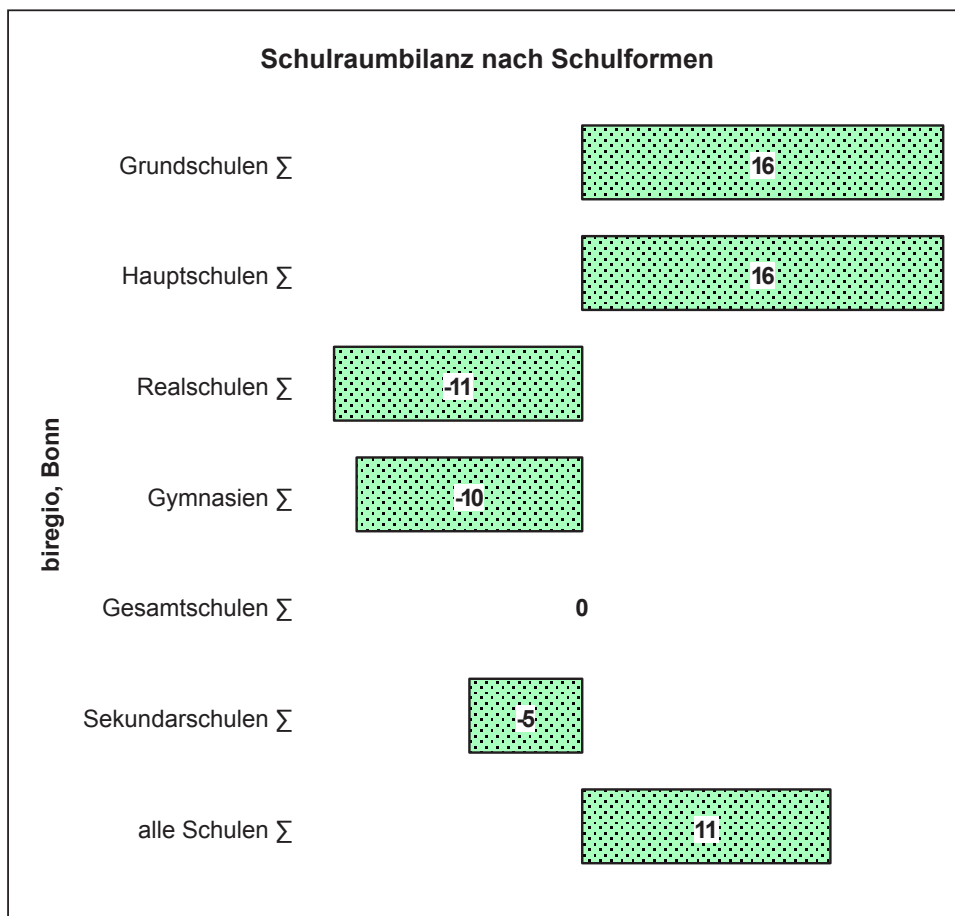 Schulraumbilanz nach Schulformen
Grundschulen ∑
16
Hauptschulen ∑
16
Realschulen ∑
-11
Gymnasien ∑
-10
Gesamtschulen ∑
0
Sekundarschulen ∑
-5
alle Schulen ∑
11
biregio, Bonn